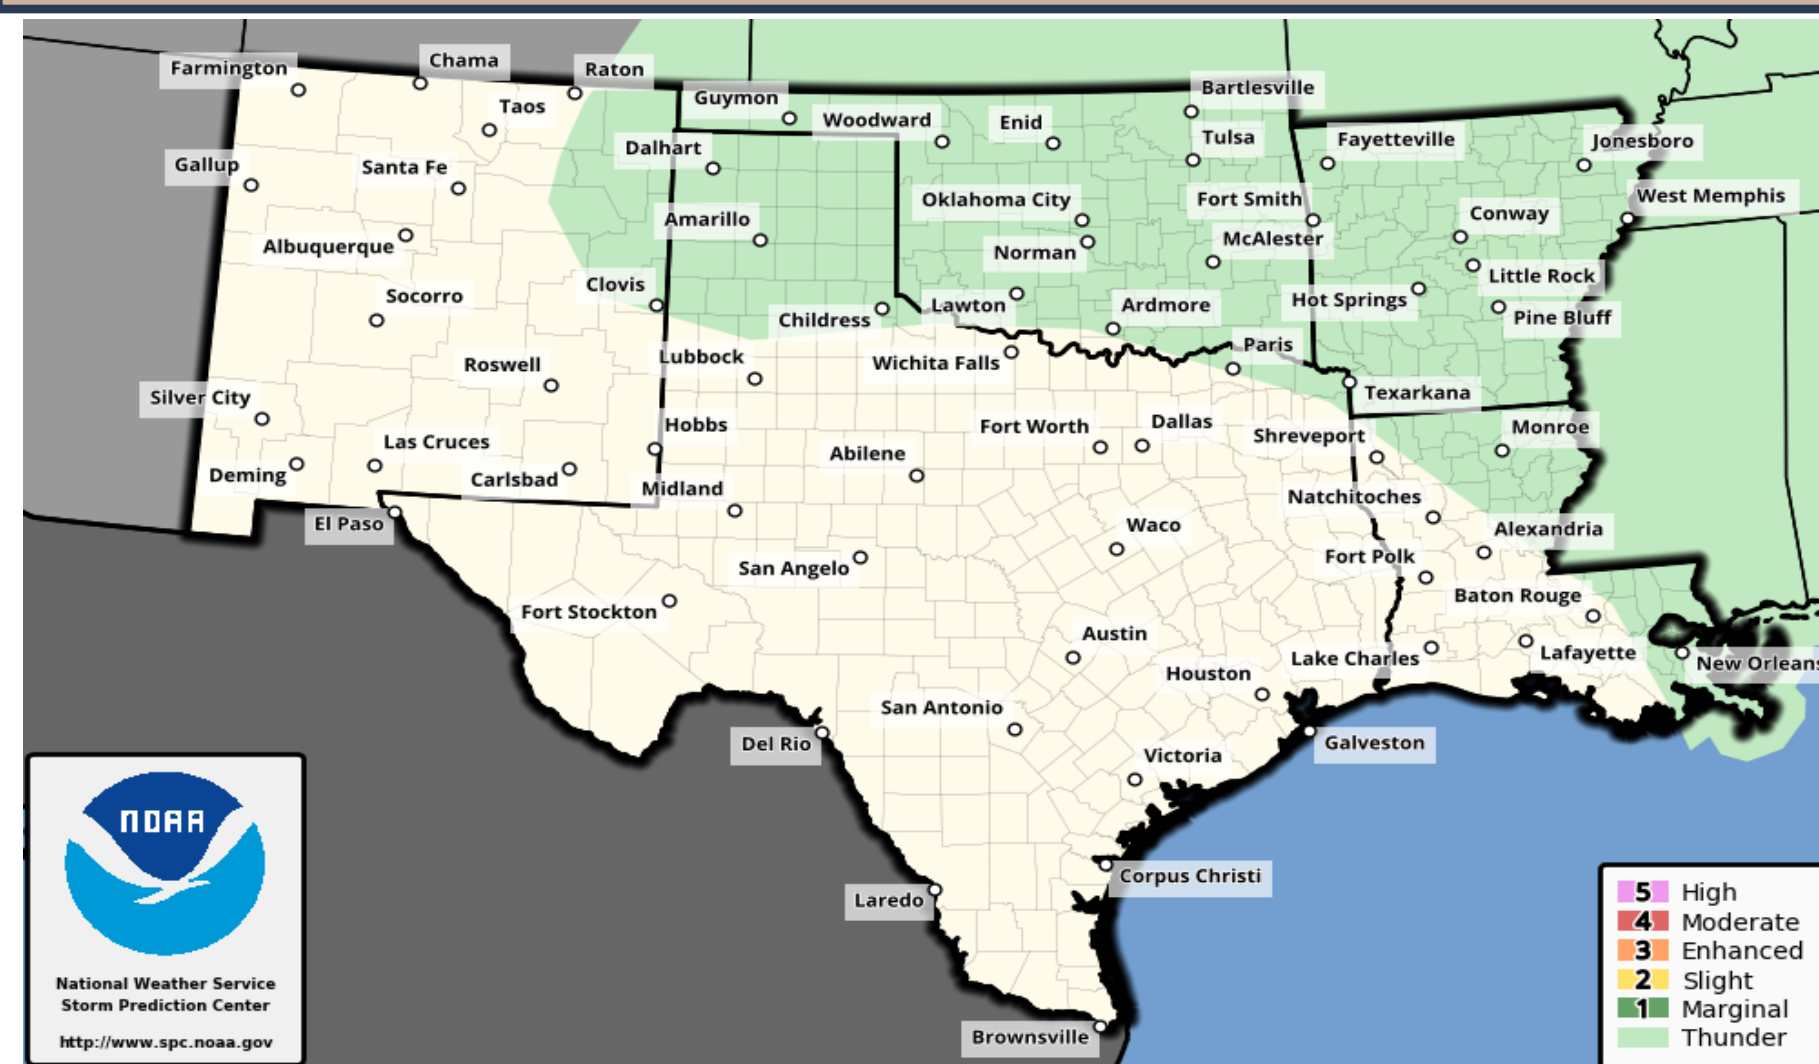 Farmington
Chama
Raton
Guymon
Bartlesville
Taos
Woodward
Enid
Tulsa
Fayetteville
Jonesboro
Gallup
Santa Fe
Dalhart
Oklahoma City
Fort Smith
West Memphis
Albuquerque
Amarillo
Norman
McAlester
Conway
Socorro
Clovis
Childress
Lawton
Ardmore
Hot Springs
Little Rock
Pine Bluff
Roswell
Lubbock
Wichita Falls
Paris
Texarkana
Silver City
Las Cruces
Hobbs
Abilene
Fort Worth
Dallas
Shreveport
Monroe
Deming
Carlsbad
Midland
Natchitoches
El Paso
San Angelo
Waco
Fort Polk
Alexandria
Fort Stockton
Austin
Baton Rouge
Houston
Lake Charles
Lafayette
New Orleans
Del Rio
San Antonio
Victoria
Galveston
Laredo
Corpus Christi
Brownsville
NOAA
National Weather Service
Storm Prediction Center
http://www.spc.noaa.gov
5 High
4 Moderate
3 Enhanced
2 Slight
1 Marginal
Thunder